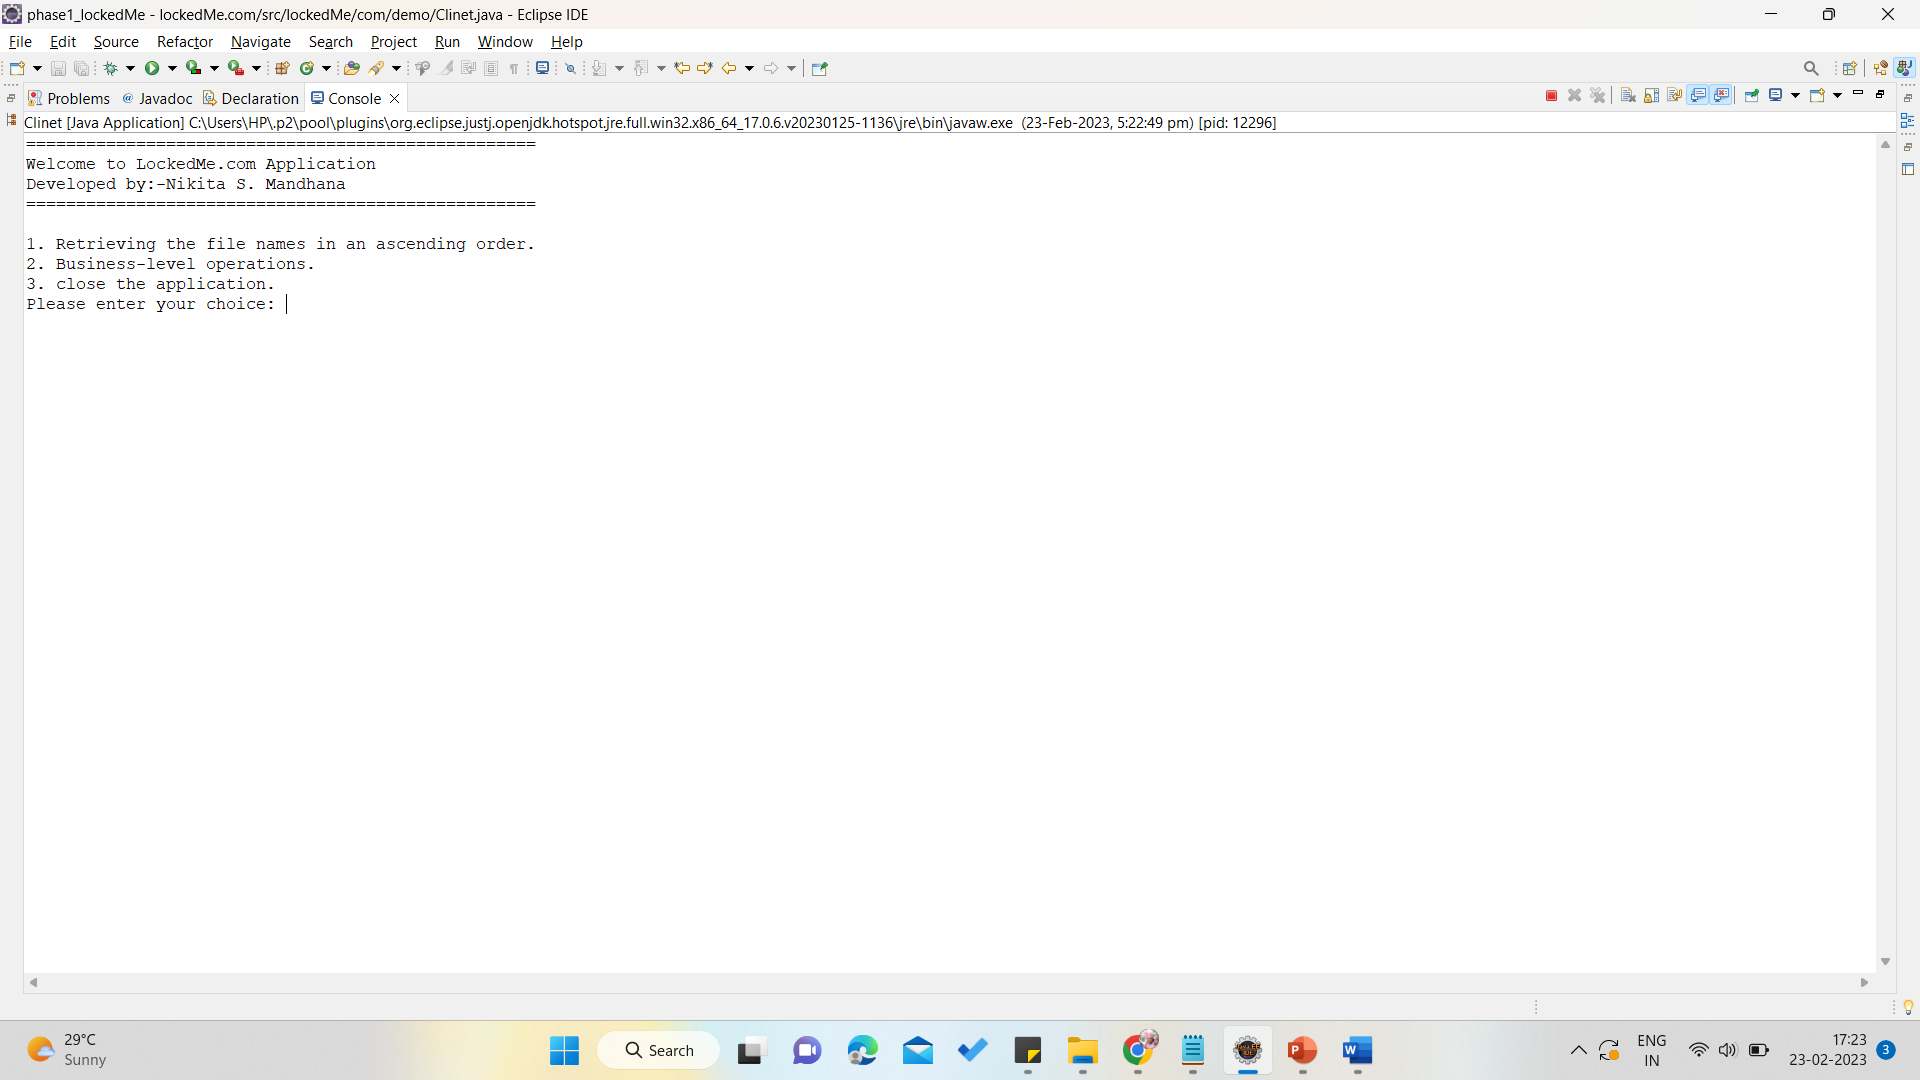 phase1_lockedMe - lockedMe.com/src/lockedMe/com/demo/Clinet.java - Eclipse IDE
File Edit Source Refactor Navigate Search Project Run Window Help
Problems @ Javadoc Declaration Console
Clinet [Java Application] C:\Users\HP\.p2\pool\plugins\org.eclipse.justj.openjdk.hotspot.jre.full.win32.x86_64_17.0.6.v20230125-1136\jre\bin\javaw.exe (23-Feb-2023, 5:22:49 pm) [pid: 12296]
===================================================
Welcome to LockedMe.com Application
Developed by:-Nikita S. Mandhana
===================================================
1. Retrieving the file names in an ascending order.
2. Business-level operations.
3. close the application.
Please enter your choice:
29°C
Sunny
Search
ENG
IN
17:23
23-02-2023
3